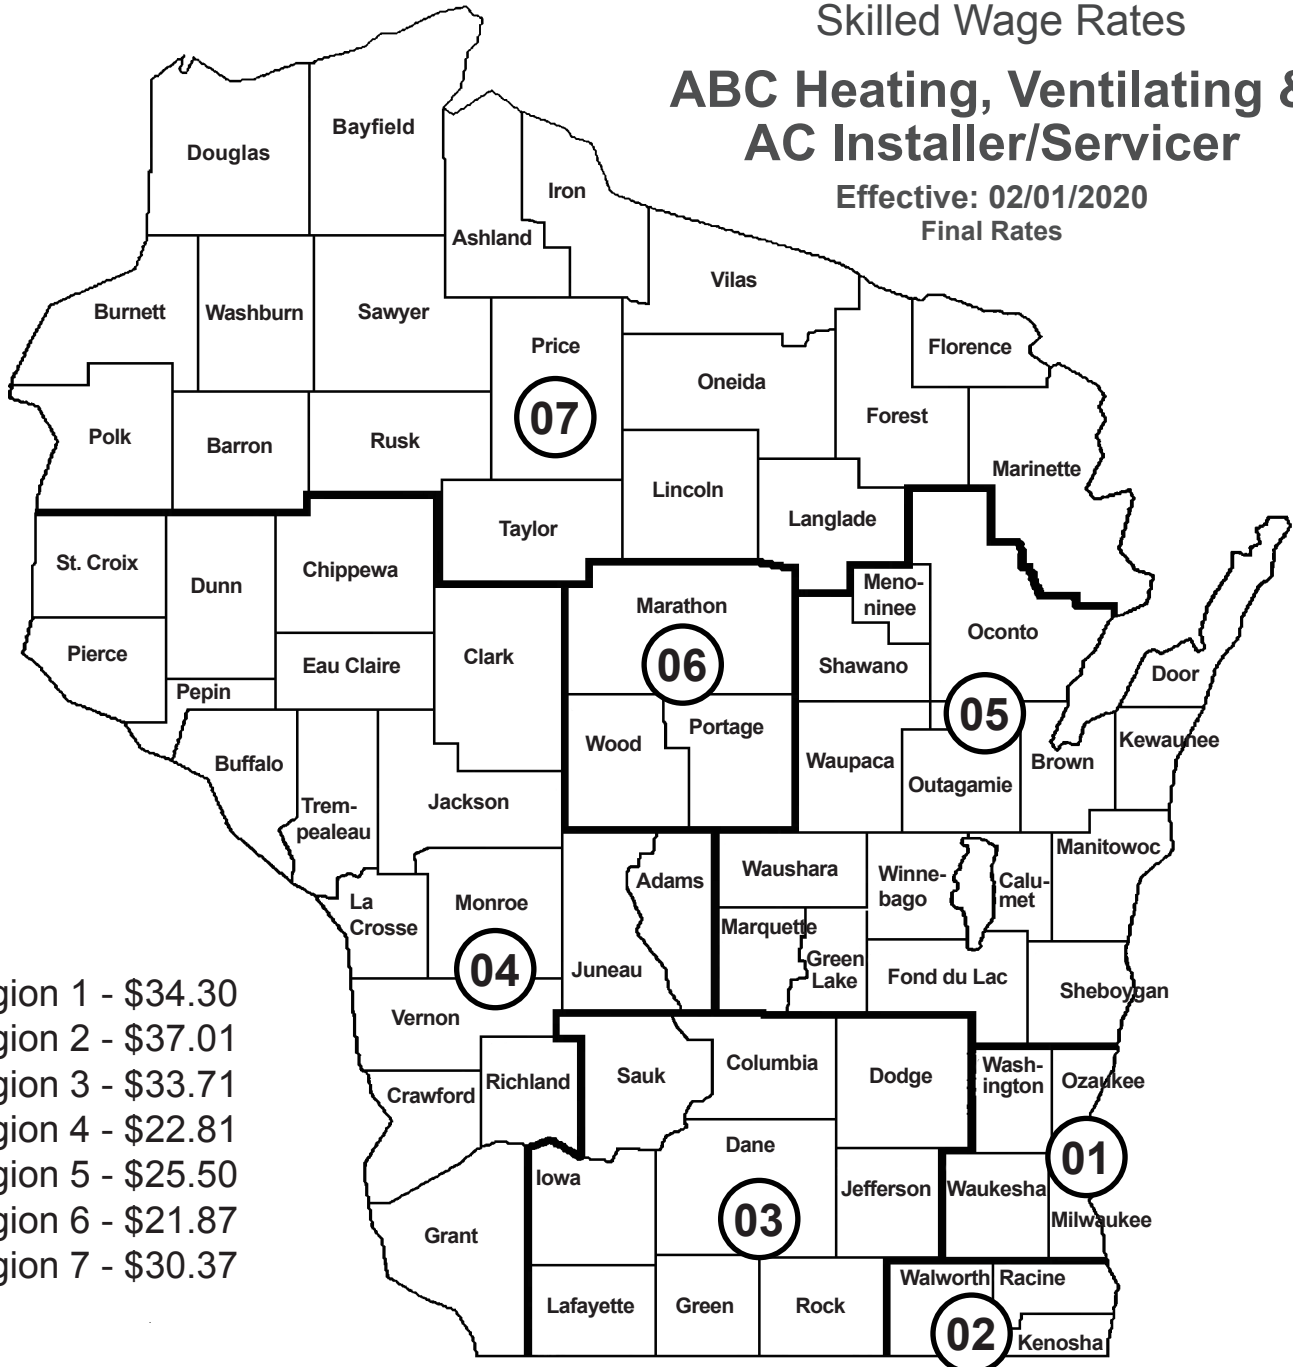 Skilled Wage Rates
ABC Heating, Ventilating &
AC Installer/Servicer
Effective: 02/01/2020
Final Rates
Douglas
Bayfield
Iron
Ashland
Vilas
Burnett
Washburn
Sawyer
Price
Florence
Oneida
07
Forest
Polk
Barron
Rusk
Marinette
Lincoln
Langlade
Taylor
St. Croix
Dunn
Chippewa
Meno-
ninee
Marathon
Oconto
Pierce
Eau Claire
Clark
06
Shawano
Door
Pepin
05
Wood
Portage
Kewaunee
Buffalo
Waupaca
Brown
Outagamie
Trem-
pealeau
Jackson
Manitowoc
Waushara
Winne-
bago
Calu-
met
Adams
La
Crosse
Monroe
Marquette
04
Juneau
Green
Lake
Fond du Lac
Sheboygan
gion 1 - $34.30
gion 2 - $37.01
gion 3 - $33.71
gion 4 - $22.81
gion 5 - $25.50
gion 6 - $21.87
gion 7 - $30.37
Vernon
Columbia
Wash-
ington
Richland
Sauk
Dodge
Ozaukee
Crawford
Dane
01
Iowa
Jefferson
Waukesha
03
Milwaukee
Grant
Walworth
Racine
Lafayette
Green
Rock
02
Kenosha